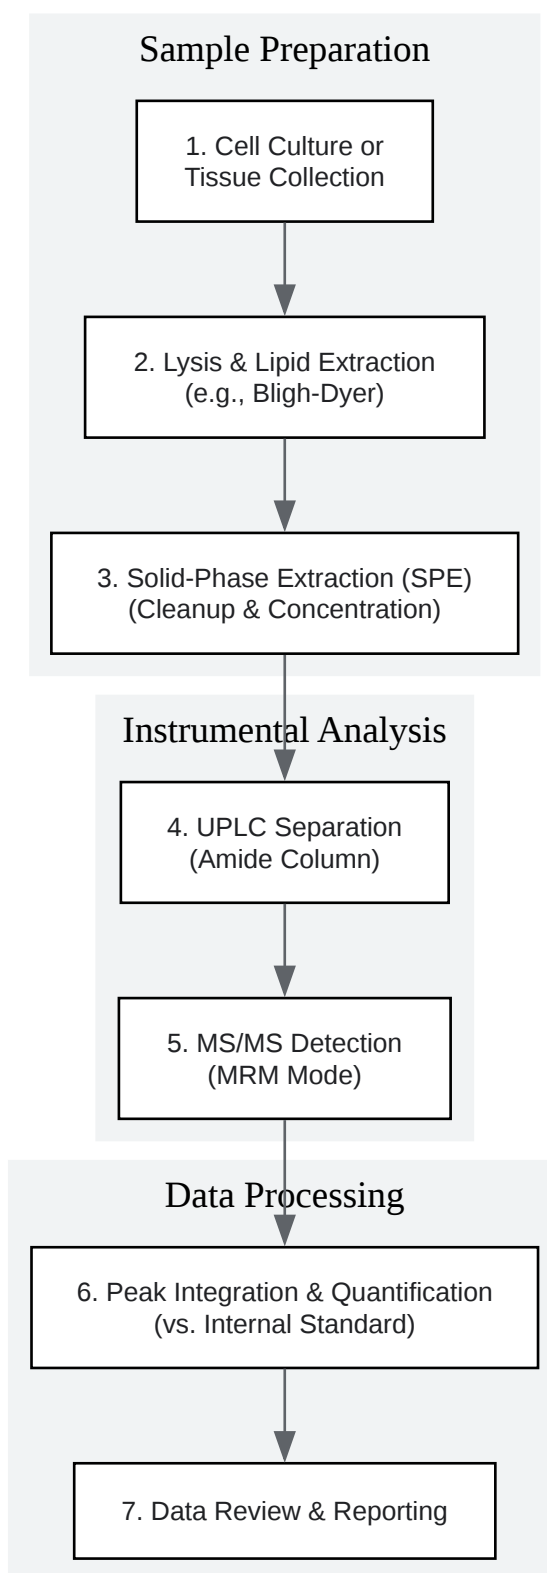 Sample Preparation
1. Cell Culture or
Tissue Collection
2. Lysis & Lipid Extraction
(e.g., Bligh-Dyer)
3. Solid-Phase Extraction (SPE)
(Cleanup & Concentration)
Instrumental Analysis
4. UPLC Separation
(Amide Column)
5. MS/MS Detection
(MRM Mode)
Data Processing
6. Peak Integration & Quantification
(vs. Internal Standard)
7. Data Review & Reporting